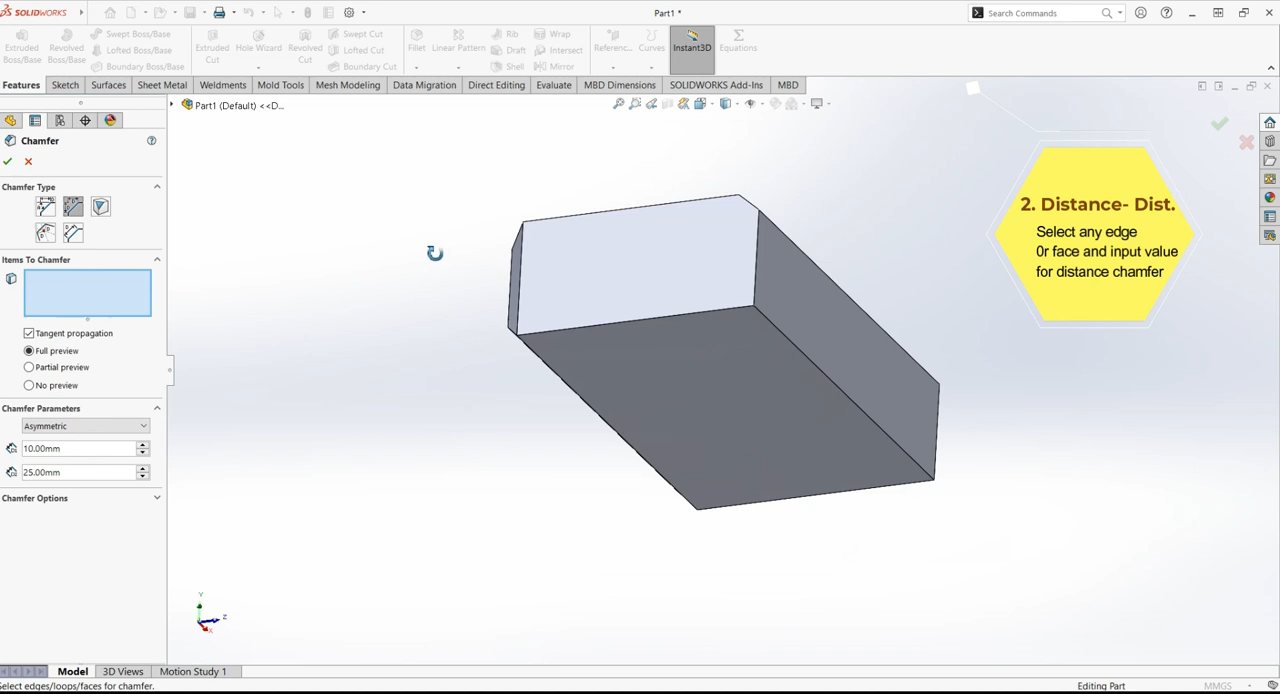 SOLIDWORKS
Part1 *
Search Commands
Extruded Boss/Base
Revolved Boss/Base
Swept Boss/Base
Lofted Boss/Base
Boundary Boss/Base
Extruded Cut
Hole Wizard
Revolved Cut
Swept Cut
Lofted Cut
Boundary Cut
Fillet
Linear Pattern
Rib
Draft
Shell
Wrap
Intersect
Mirror
Referenc...
Curves
Instant3D
Equations
Features
Sketch
Surfaces
Sheet Metal
Weldments
Mold Tools
Mesh Modeling
Data Migration
Direct Editing
Evaluate
MBD Dimensions
SOLIDWORKS Add-Ins
MBD
Part1 (Default) <<D...
Chamfer
Chamfer Type
Items To Chamfer
Tangent propagation
Full preview
Partial preview
No preview
Chamfer Parameters
Asymmetric
10.00mm
25.00mm
Chamfer Options
2. Distance- Dist.
Select any edge
0r face and input value
for distance chamfer
Y
Z
X
Model
3D Views
Motion Study 1
Select edges/loops/faces for chamfer.
Editing Part
MMGS